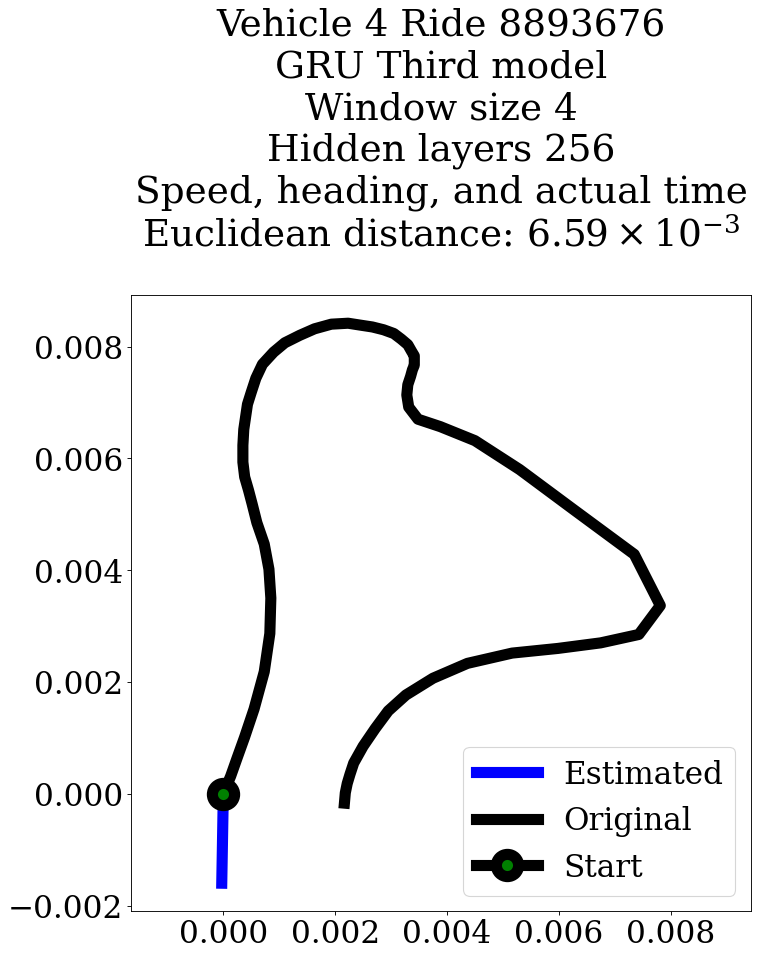 Vehicle 4 Ride 8893676
GRU Third model
Window size 4
Hidden layers 256
Speed, heading, and actual time
Euclidean distance: 6.59 × 10⁻³
0.008
0.006
0.004
0.002
0.000
−0.002
Estimated
Original
Start
0.000 0.002 0.004 0.006 0.008